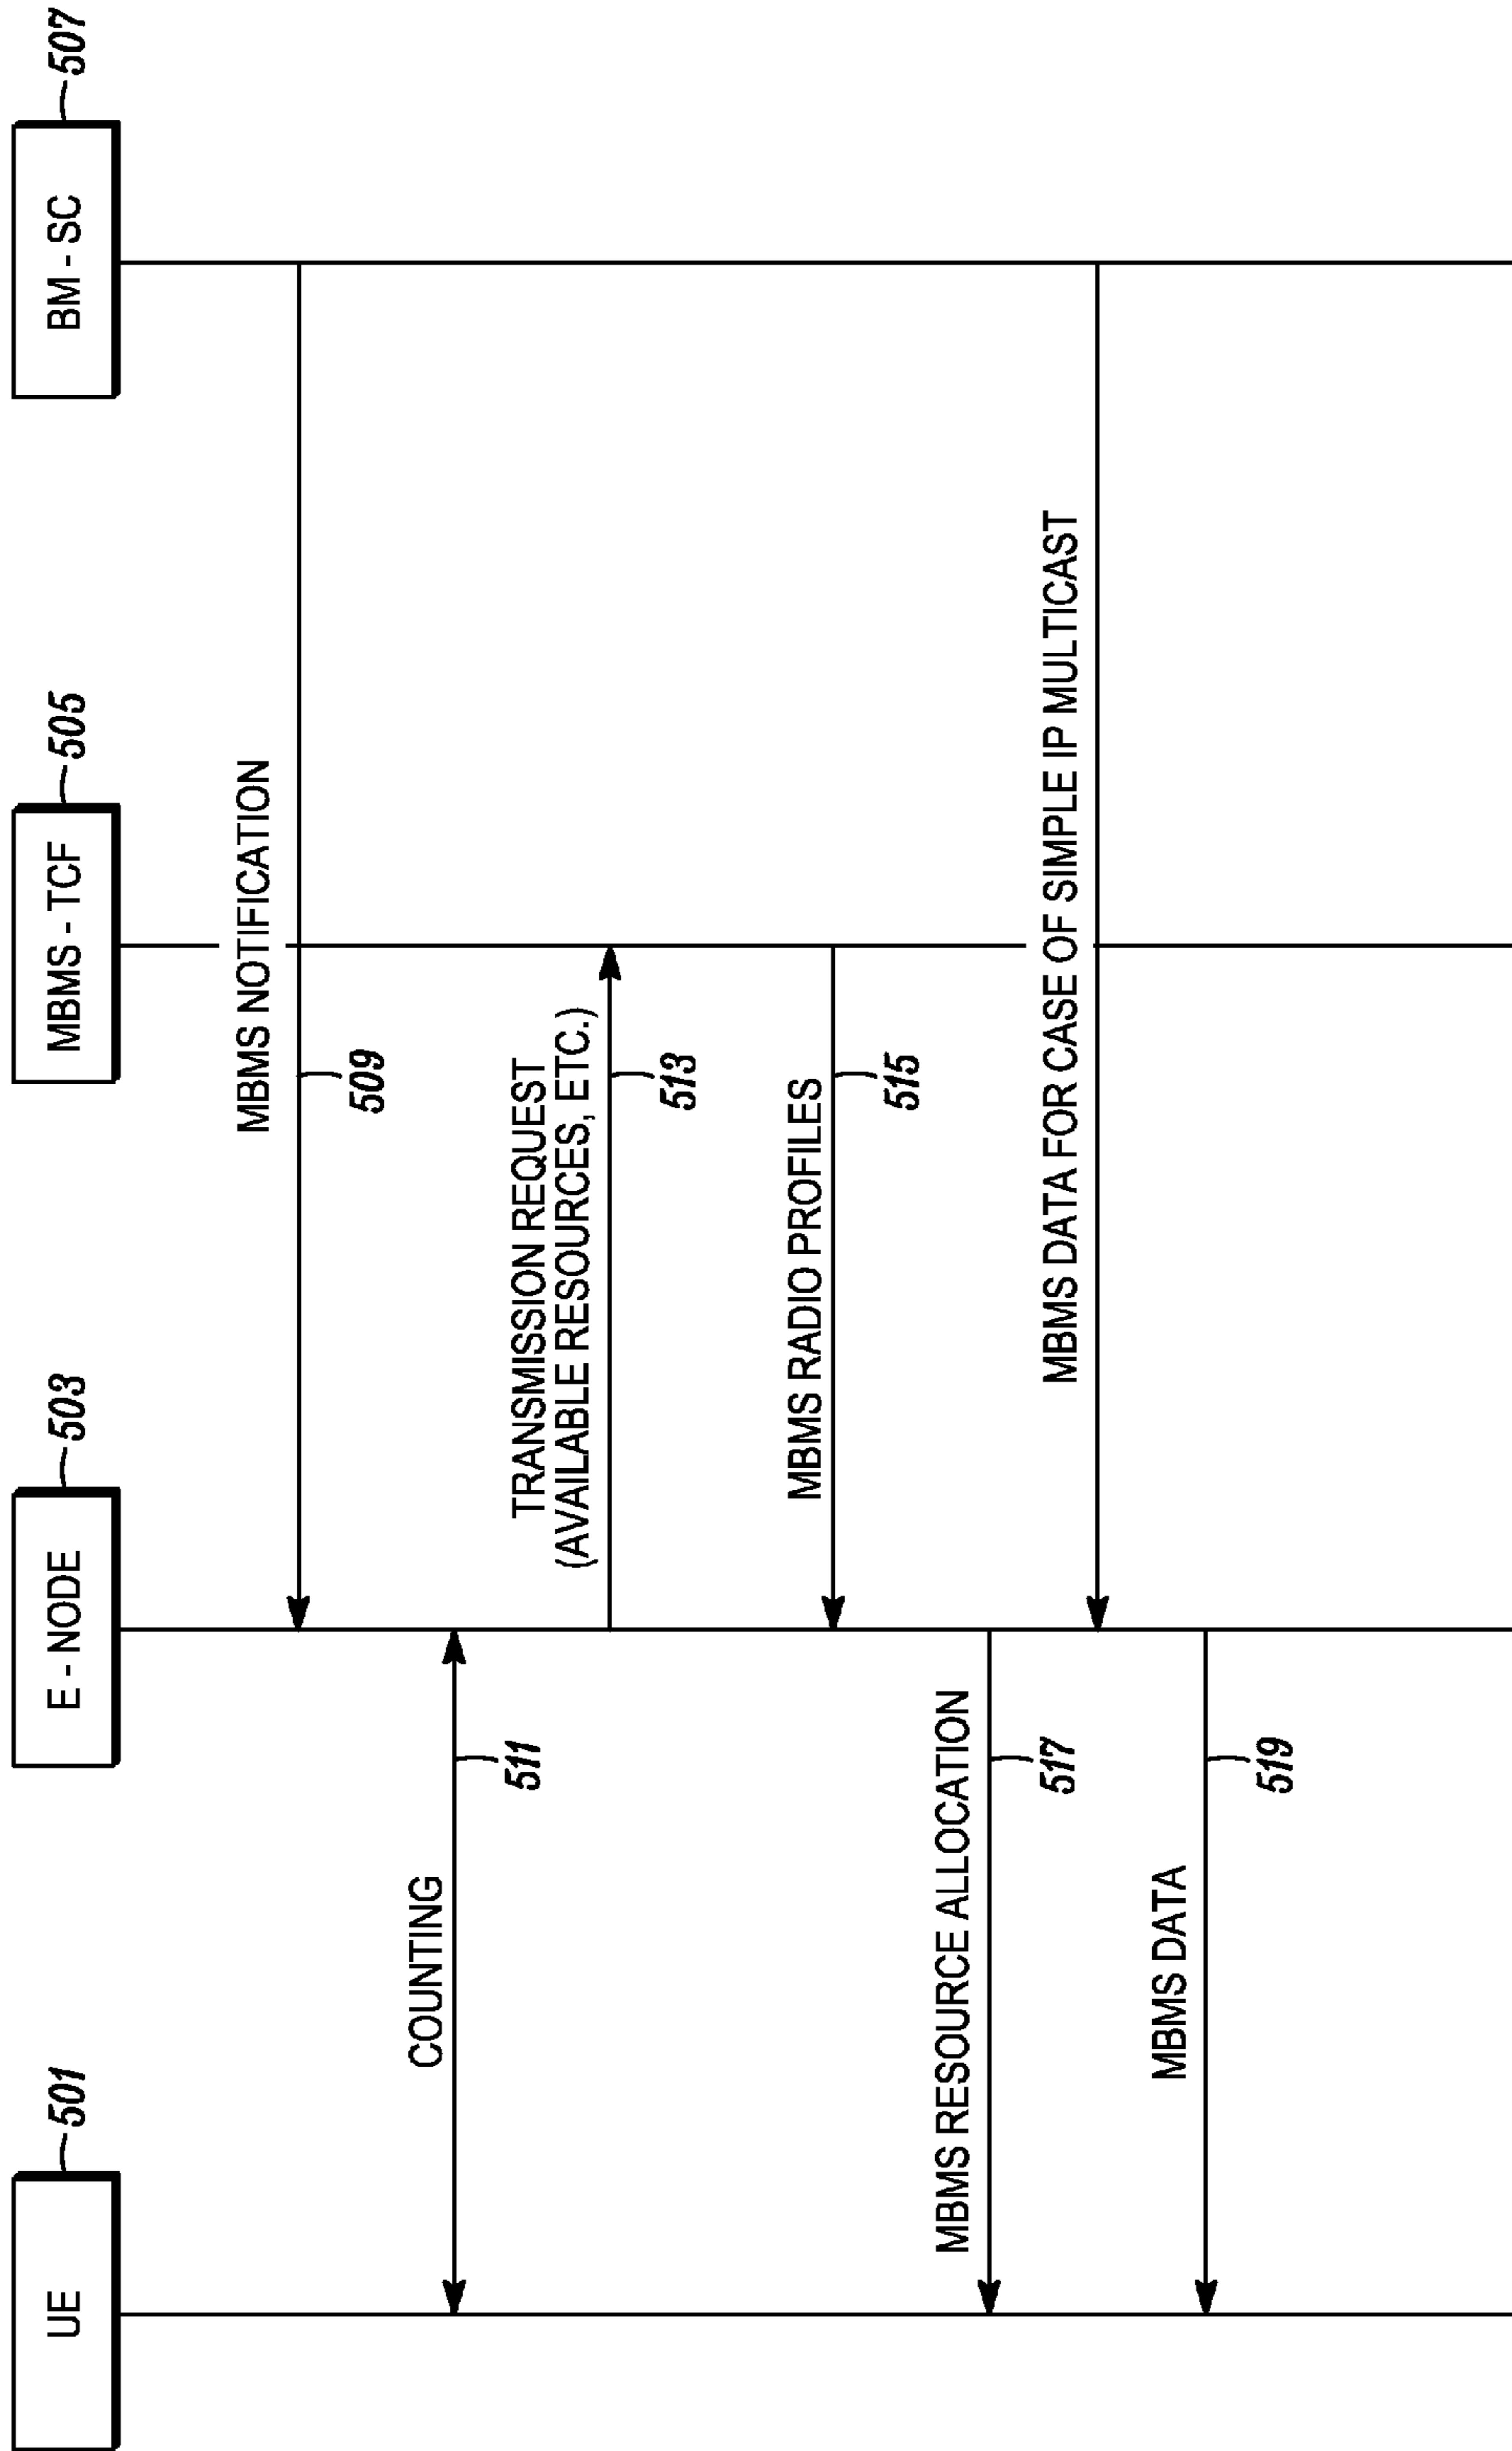 UE
501
E - NODE
503
MBMS - TCF
505
BM - SC
507
MBMS NOTIFICATION
509
COUNTING
511
TRANSMISSION REQUEST
(AVAILABLE RESOURCES, ETC.)
513
MBMS RADIO PROFILES
515
MBMS RESOURCE ALLOCATION
517
MBMS DATA FOR CASE OF SIMPLE IP MULTICAST
MBMS DATA
519